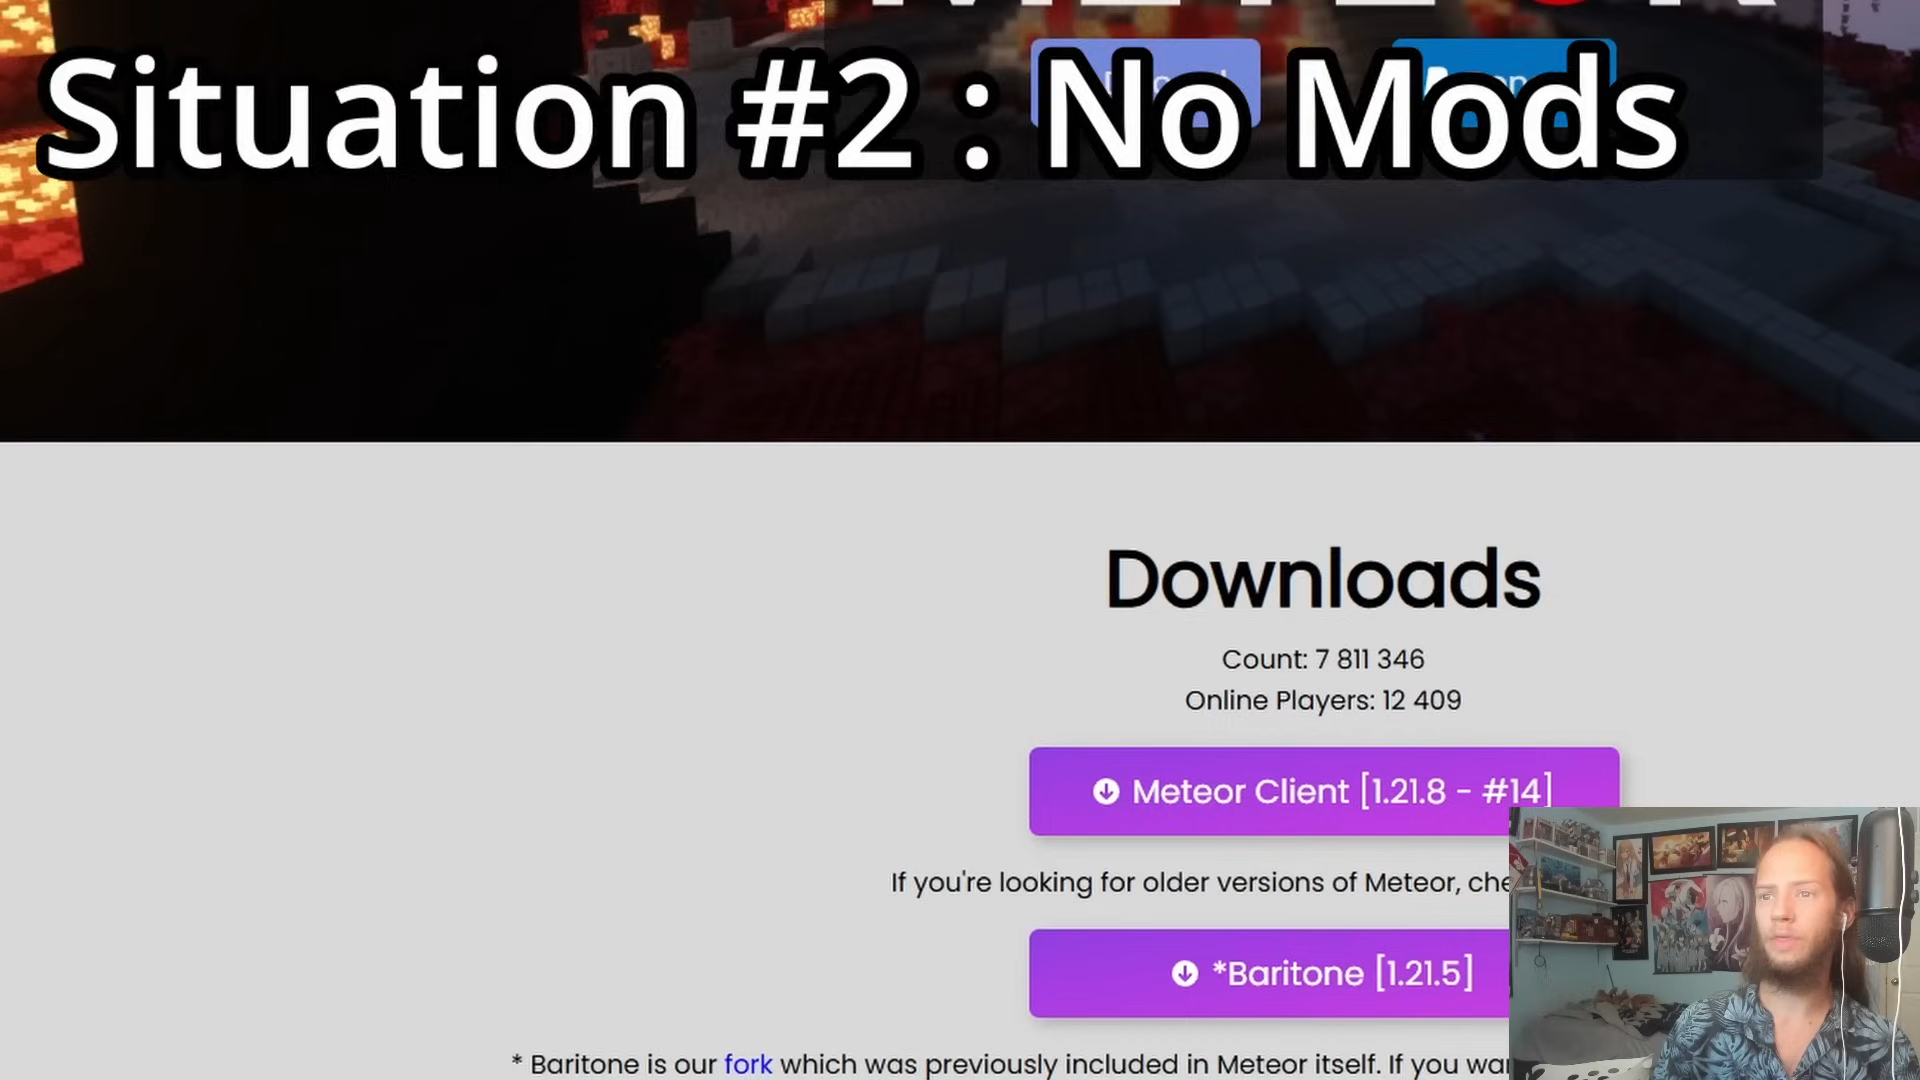 METEOR
Situation #2 : No Mods
Downloads
Count: 7 811 346
Online Players: 12 409
Meteor Client [1.21.8 - #14]
If you're looking for older versions of Meteor,
*Baritone [1.21.5]
* Baritone is our fork which was previously included in Meteor itself. If you